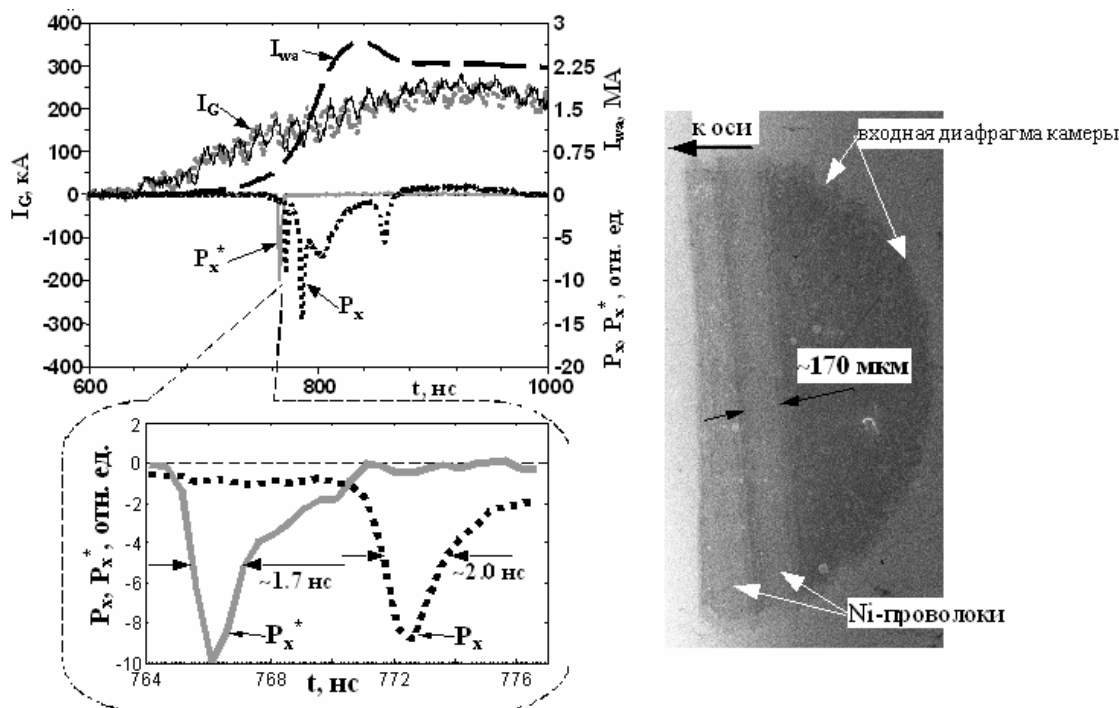 400
300
200
100
0
-100
-200
-300
-400
I_G, кА
I_wa
I_G
P_x*
P_x
3
2.25
1.5
0.75
0
-5
-10
-15
-20
I_wa, МА
P_x, P_x*, отн. ед.
600
800
t, нс
1000
2
0
-2
-4
-6
-8
-10
P_x, P_x*, отн. ед.
~1.7 нс
~2.0 нс
P_x*
P_x
764
768
772
776
t, нс
к оси
входная диафрагма камеры
~170 мкм
Ni-проволоки